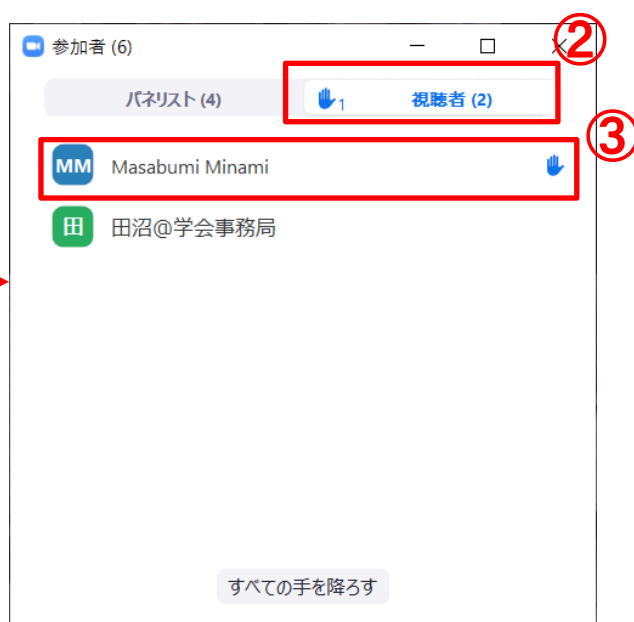 ②
参加者 (6)
パネリスト (4)
1 視聴者 (2)
③
MM Masabumi Minami
田 田沼@学会事務局
すべての手を降ろす